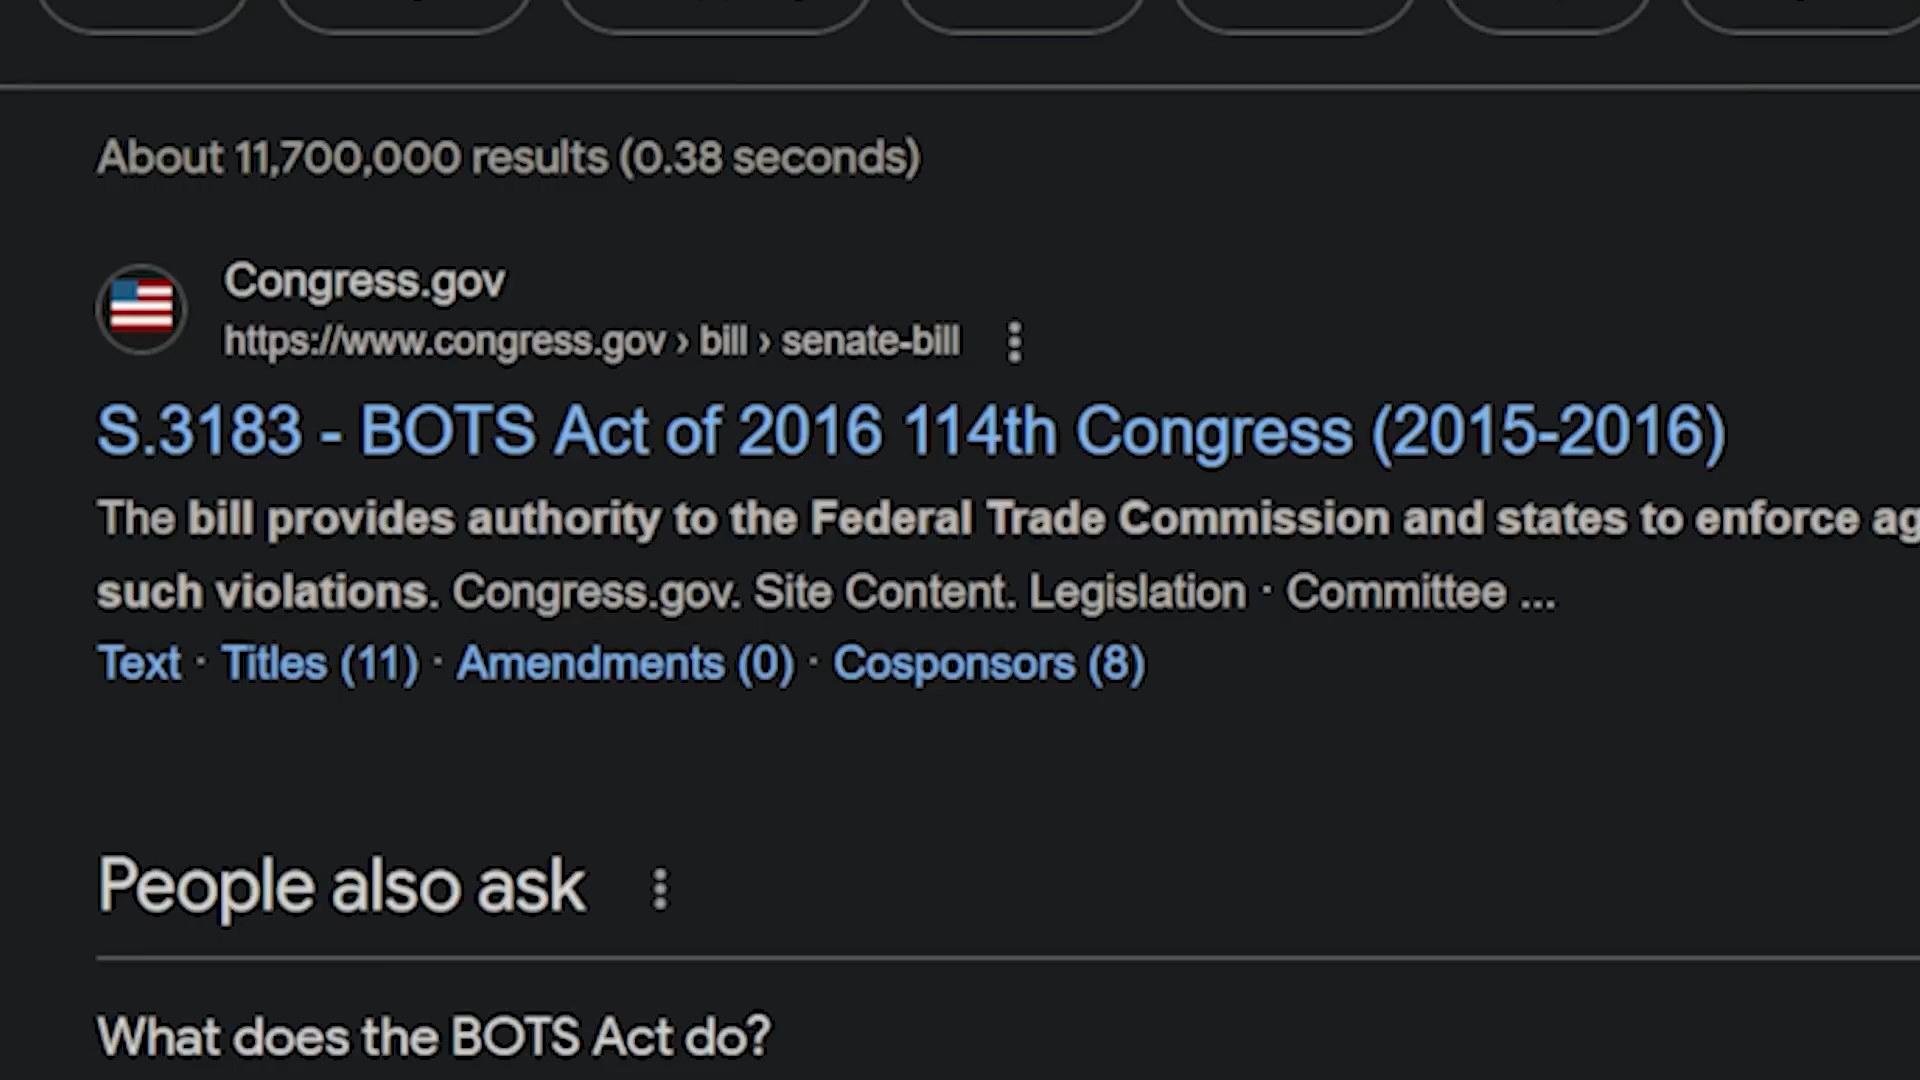 About 11,700,000 results (0.38 seconds)
Congress.gov
https://www.congress.gov › bill › senate-bill
S.3183 - BOTS Act of 2016 114th Congress (2015-2016)
The bill provides authority to the Federal Trade Commission and states to enforce ag
such violations. Congress.gov. Site Content. Legislation · Committee ...
Text · Titles (11) · Amendments (0) · Cosponsors (8)
People also ask
What does the BOTS Act do?